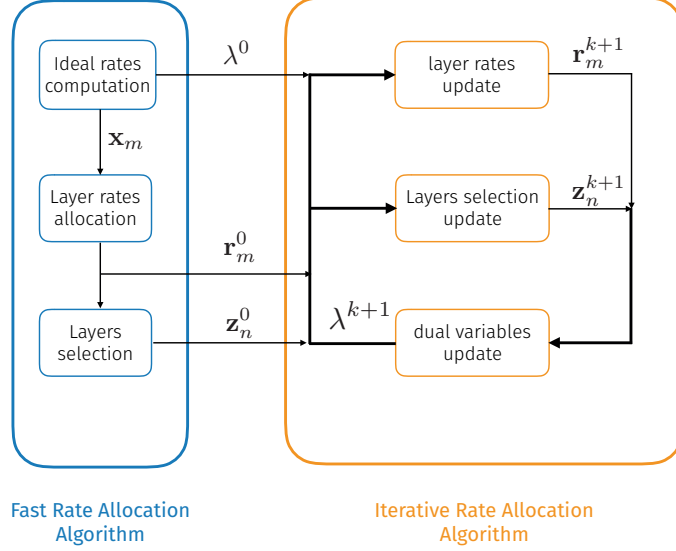 Ideal rates
computation
λ^0
layer rates
update
r_m^{k+1}
x_m
Layer rates
allocation
Layers selection
update
z_n^{k+1}
r_m^0
Layers
selection
z_n^0
λ^{k+1}
dual variables
update
Fast Rate Allocation
Algorithm
Iterative Rate Allocation
Algorithm